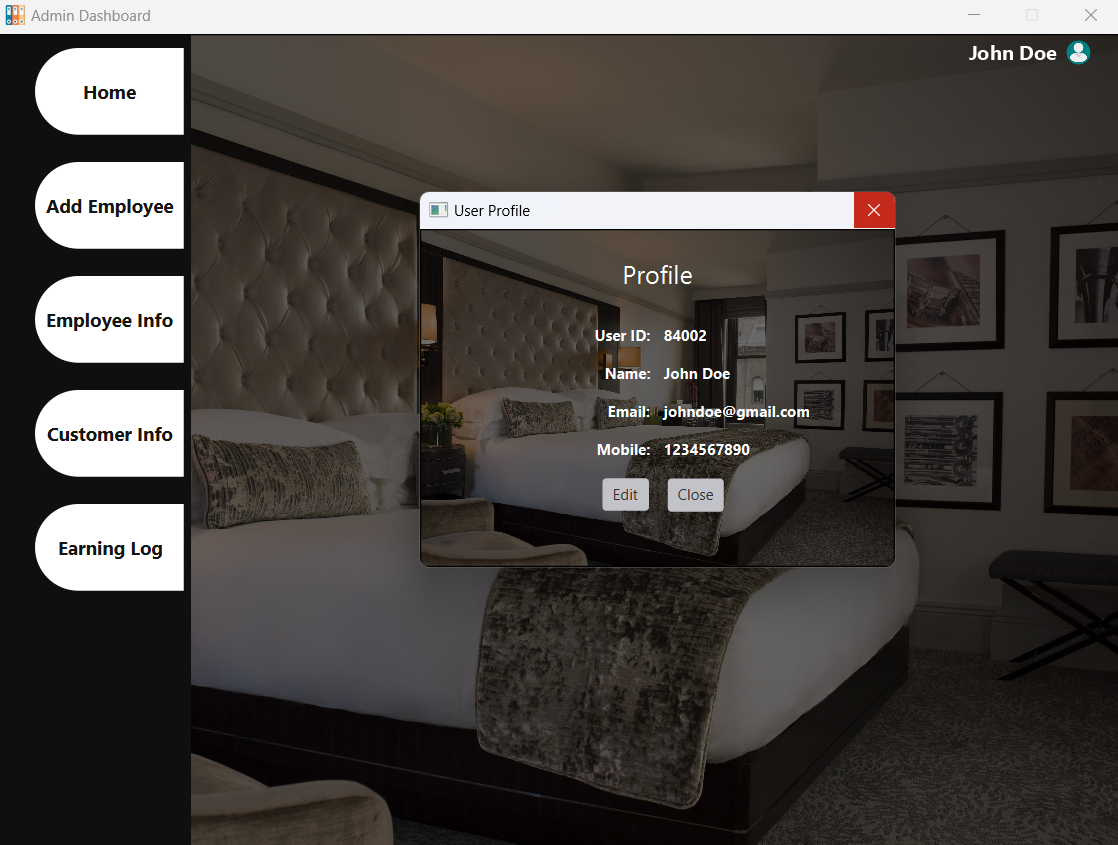 Admin Dashboard
John Doe
Home
Add Employee
Employee Info
Customer Info
Earning Log
User Profile
Profile
User ID: 84002
Name: John Doe
Email: johndoe@gmail.com
Mobile: 1234567890
Edit Close